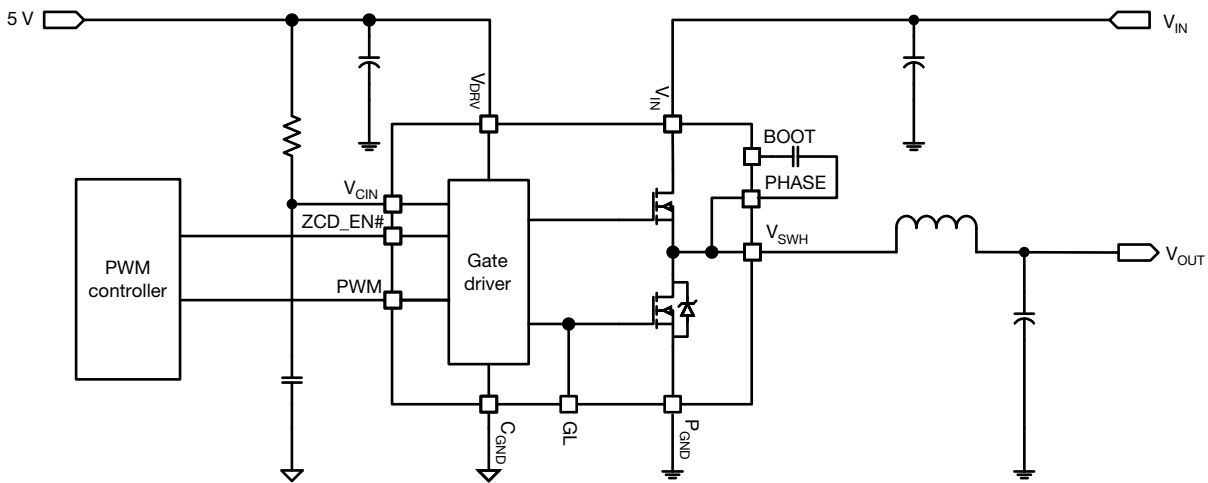 5 V
V_IN
V_DRV
V_IN
BOOT
PHASE
V_CIN
ZCD_EN#
V_SWH
PWM
controller
PWM
Gate
driver
V_OUT
C_GND
GL
P_GND